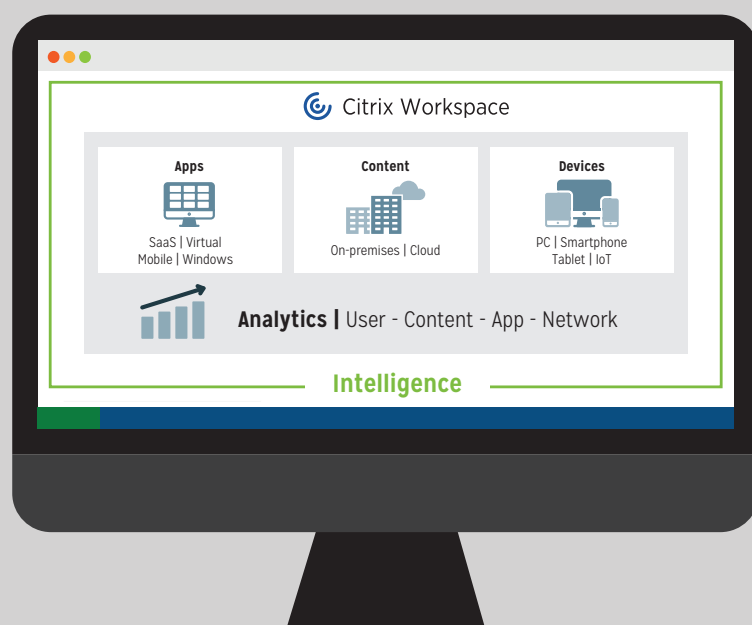 Citrix Workspace
Apps
SaaS | Virtual
Mobile | Windows
Content
On-premises | Cloud
Devices
PC | Smartphone
Tablet | IoT
Analytics | User - Content - App - Network
Intelligence